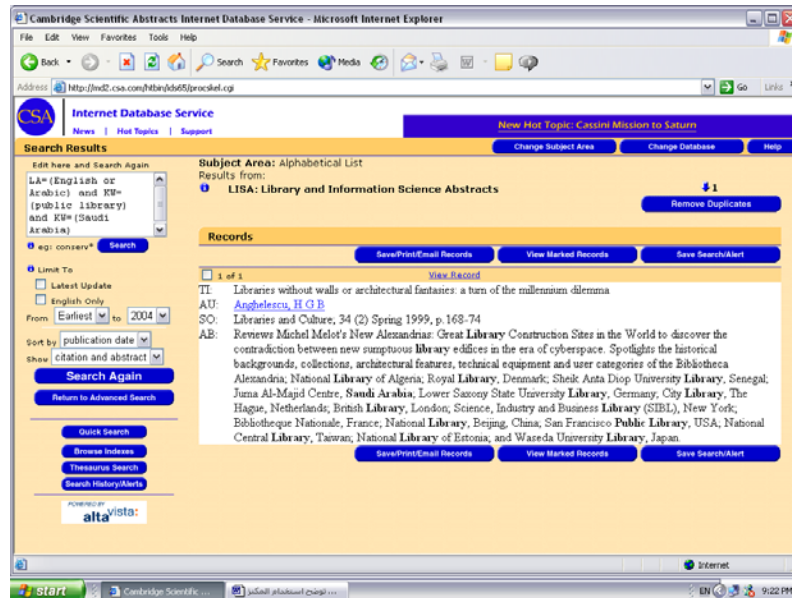 Cambridge Scientific Abstracts Internet Database Service - Microsoft Internet Explorer
File Edit View Favorites Tools Help
Back Search Favorites Media
Address http://md2.csa.com/htbin/ids65/procskel.cgi Go Links
CSA Internet Database Service
News | Hot Topics | Support
New Hot Topic: Cassini Mission to Saturn
Search Results Change Subject Area Change Database Help
Edit here and Search Again
LA=(English or
Arabic) and KW=
(public library)
and KW=(Saudi
Arabia)
eg: conserv* Search
Limit To
Latest Update
English Only
From Earliest to 2004
Sort by publication date
Show citation and abstract
Search Again
Return to Advanced Search
Quick Search
Browse Indexes
Thesaurus Search
Search History/Alerts
POWERED BY
altavista:
Subject Area: Alphabetical List
Results from:
LISA: Library and Information Science Abstracts 1
Remove Duplicates
Records
Save/Print/Email Records View Marked Records Save Search/Alert
1 of 1 View Record
TI: Libraries without walls or architectural fantasies: a turn of the millennium dilemma
AU: Anghelescu, H G B
SO: Libraries and Culture; 34 (2) Spring 1999, p.168-74
AB: Reviews Michel Melot's New Alexandrias: Great Library Construction Sites in the World to discover the
contradiction between new sumptuous library edifices in the era of cyberspace. Spotlights the historical
backgrounds, collections, architectural features, technical equipment and user categories of the Bibliotheca
Alexandria; National Library of Algeria; Royal Library, Denmark; Sheik Anta Diop University Library, Senegal;
Juma Al-Majid Centre, Saudi Arabia; Lower Saxony State University Library, Germany; City Library, The
Hague, Netherlands; British Library, London; Science, Industry and Business Library (SIBL), New York;
Bibliotheque Nationale, France; National Library, Beijing, China; San Francisco Public Library, USA; National
Central Library, Taiwan; National Library of Estonia; and Waseda University Library, Japan.
Save/Print/Email Records View Marked Records Save Search/Alert
Internet
start Cambridge Scientific ... توضح استخدام المكنز ... EN 9:22 PM